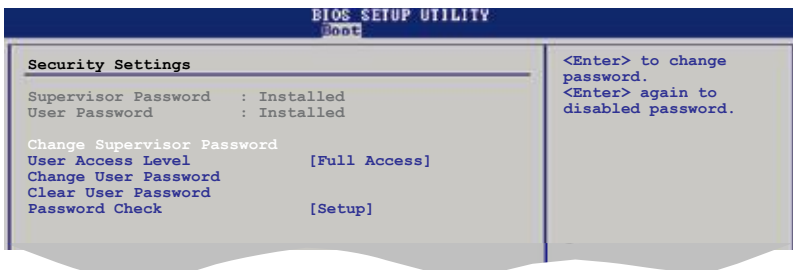 BIOS SETUP UTILITY
Boot
Security Settings
Supervisor Password : Installed
User Password : Installed
Change Supervisor Password
User Access Level [Full Access]
Change User Password
Clear User Password
Password Check [Setup]
<Enter> to change
password.
<Enter> again to
disabled password.